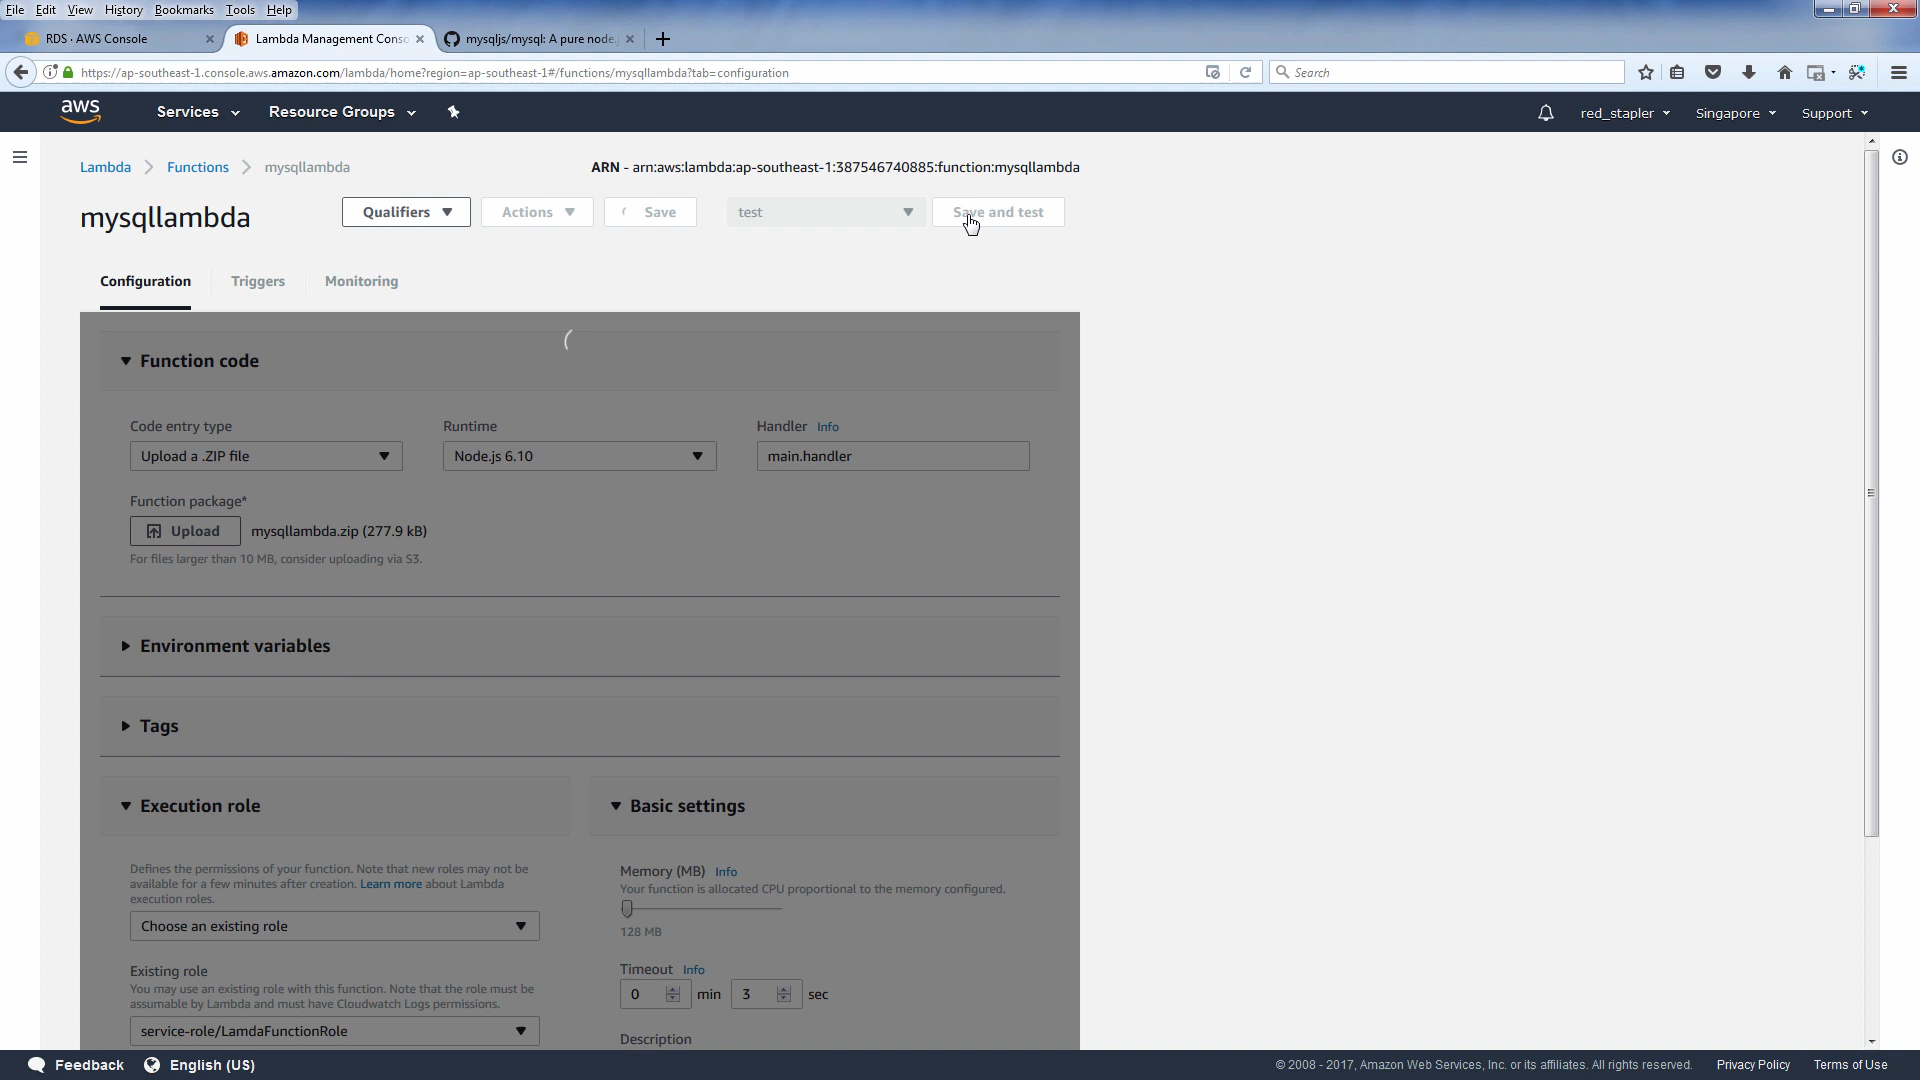 File Edit View History Bookmarks Tools Help
RDS · AWS Console
Lambda Management Conso
mysqljs/mysql: A pure node.
https://ap-southeast-1.console.aws.amazon.com/lambda/home?region=ap-southeast-1#/functions/mysqllambda?tab=configuration
Search
aws
Services
Resource Groups
red_stapler
Singapore
Support
Lambda
Functions
mysqllambda
ARN - arn:aws:lambda:ap-southeast-1:387546740885:function:mysqllambda
mysqllambda
Qualifiers
Actions
Save
test
Save and test
Configuration
Triggers
Monitoring
Function code
Code entry type
Runtime
Handler Info
Upload a .ZIP file
Node.js 6.10
main.handler
Function package*
Upload
mysqllambda.zip (277.9 kB)
For files larger than 10 MB, consider uploading via S3.
Environment variables
Tags
Execution role
Defines the permissions of your function. Note that new roles may not be
available for a few minutes after creation. Learn more about Lambda
execution roles.
Choose an existing role
Existing role
You may use an existing role with this function. Note that the role must be
assumable by Lambda and must have Cloudwatch Logs permissions.
service-role/LamdaFunctionRole
Basic settings
Memory (MB) Info
Your function is allocated CPU proportional to the memory configured.
128 MB
Timeout Info
0 min 3 sec
Description
Feedback
English (US)
© 2008 - 2017, Amazon Web Services, Inc. or its affiliates. All rights reserved.
Privacy Policy
Terms of Use